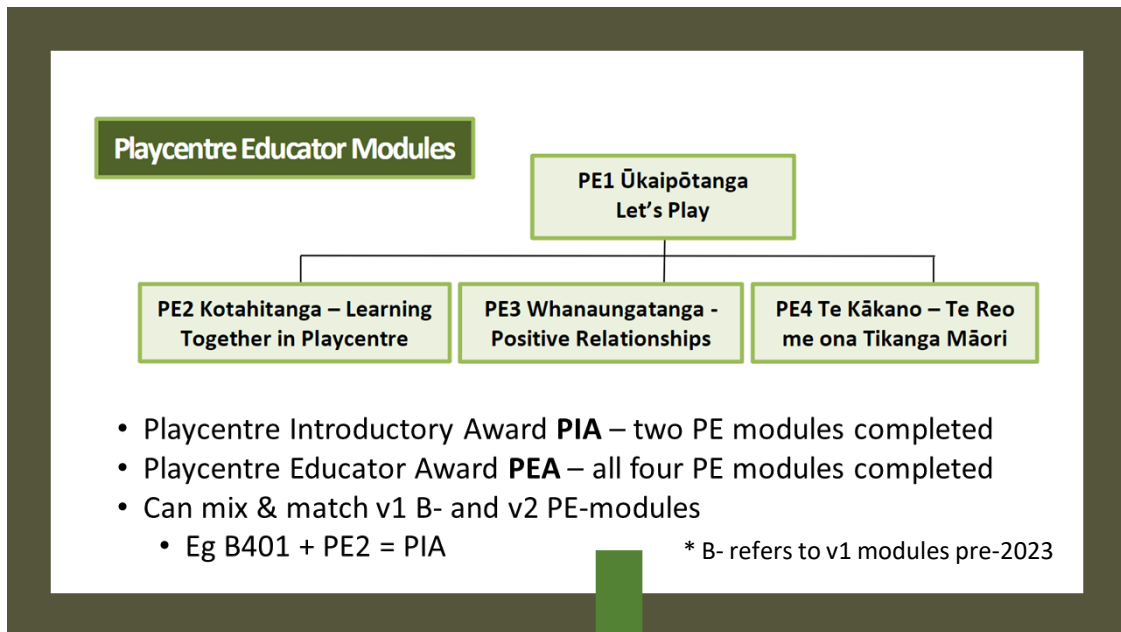 Playcentre Educator Modules
PE1 Ūkaipōtanga
Let's Play
PE2 Kotahitanga – Learning
Together in Playcentre
PE3 Whanaungatanga -
Positive Relationships
PE4 Te Kākano – Te Reo
me ona Tikanga Māori
• Playcentre Introductory Award PIA – two PE modules completed
• Playcentre Educator Award PEA – all four PE modules completed
• Can mix & match v1 B- and v2 PE-modules
• Eg B401 + PE2 = PIA
* B- refers to v1 modules pre-2023